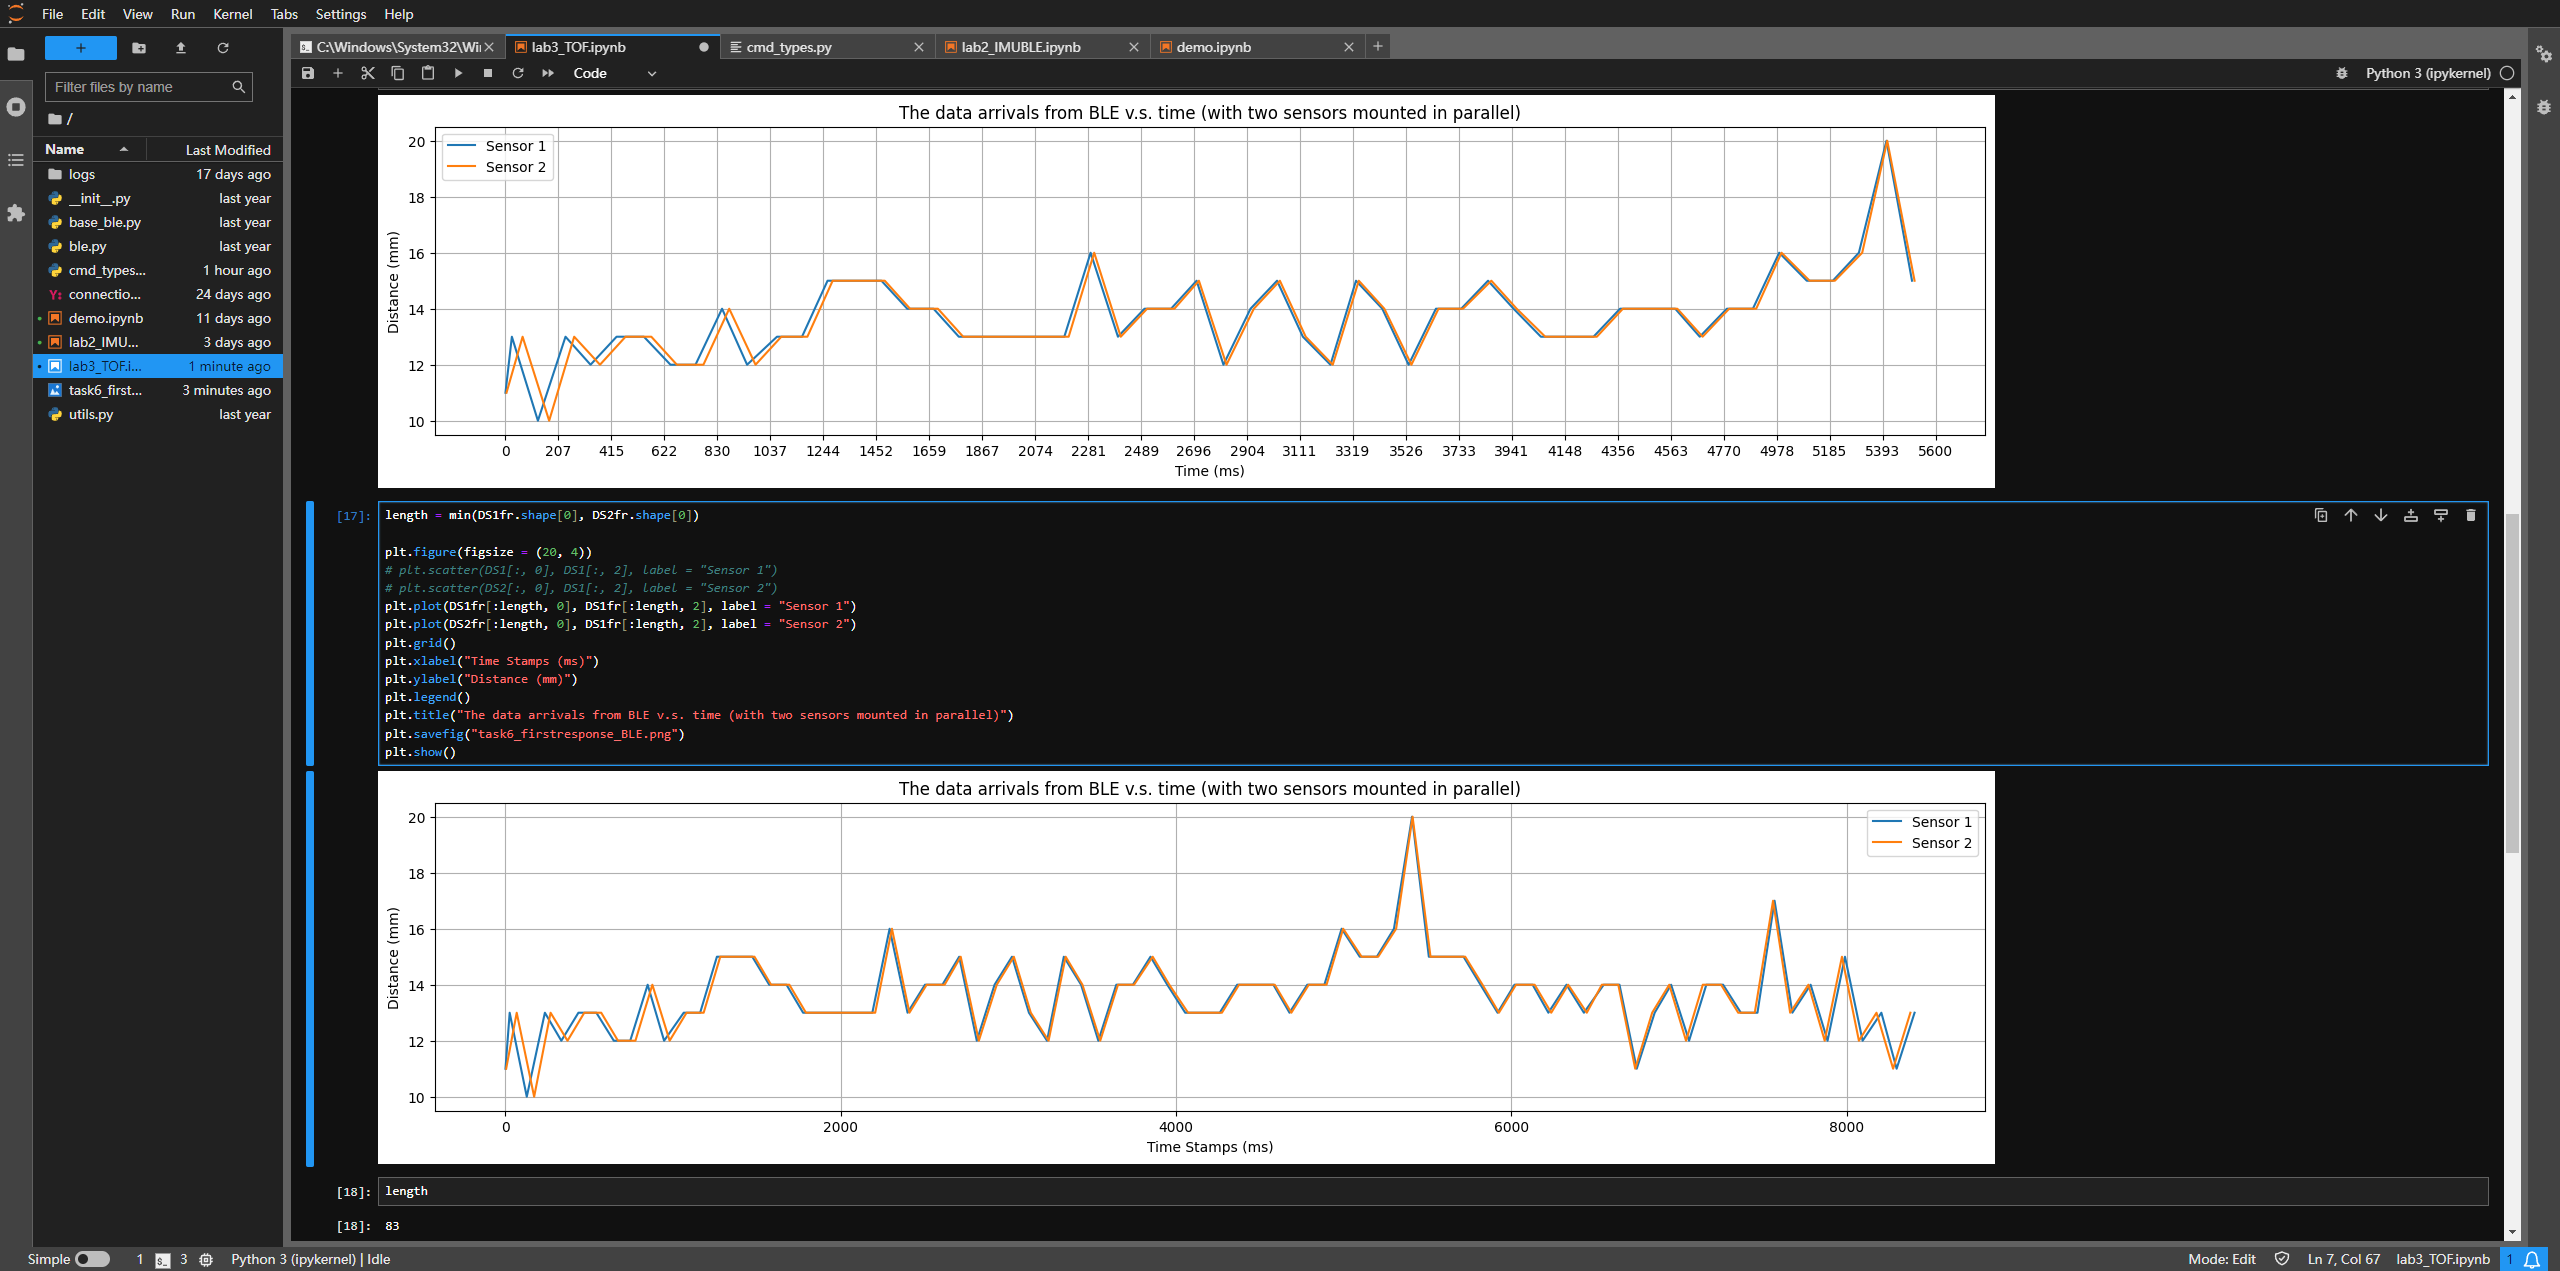 File Edit View Run Kernel Tabs Settings Help
C:\Windows\System32\Wi
lab3_TOF.ipynb
cmd_types.py
lab2_IMUBLE.ipynb
demo.ipynb
Code
Python 3 (ipykernel)
Filter files by name
/
Name Last Modified
logs 17 days ago
__init__.py last year
base_ble.py last year
ble.py last year
cmd_types... 1 hour ago
connectio... 24 days ago
demo.ipynb 11 days ago
lab2_IMU... 3 days ago
lab3_TOF.i... 1 minute ago
task6_first... 3 minutes ago
utils.py last year
The data arrivals from BLE v.s. time (with two sensors mounted in parallel)
Sensor 1
Sensor 2
20
18
16
14
12
10
Distance (mm)
0 207 415 622 830 1037 1244 1452 1659 1867 2074 2281 2489 2696 2904 3111 3319 3526 3733 3941 4148 4356 4563 4770 4978 5185 5393 5600
Time (ms)
[17]: length = min(DS1fr.shape[0], DS2fr.shape[0])
plt.figure(figsize = (20, 4))
# plt.scatter(DS1[:, 0], DS1[:, 2], label = "Sensor 1")
# plt.scatter(DS2[:, 0], DS1[:, 2], label = "Sensor 2")
plt.plot(DS1fr[:length, 0], DS1fr[:length, 2], label = "Sensor 1")
plt.plot(DS2fr[:length, 0], DS1fr[:length, 2], label = "Sensor 2")
plt.grid()
plt.xlabel("Time Stamps (ms)")
plt.ylabel("Distance (mm)")
plt.legend()
plt.title("The data arrivals from BLE v.s. time (with two sensors mounted in parallel)")
plt.savefig("task6_firstresponse_BLE.png")
plt.show()
The data arrivals from BLE v.s. time (with two sensors mounted in parallel)
Sensor 1
Sensor 2
20
18
16
14
12
10
Distance (mm)
0 2000 4000 6000 8000
Time Stamps (ms)
[18]: length
[18]: 83
Simple 1 3 Python 3 (ipykernel) | Idle
Mode: Edit Ln 7, Col 67 lab3_TOF.ipynb 1